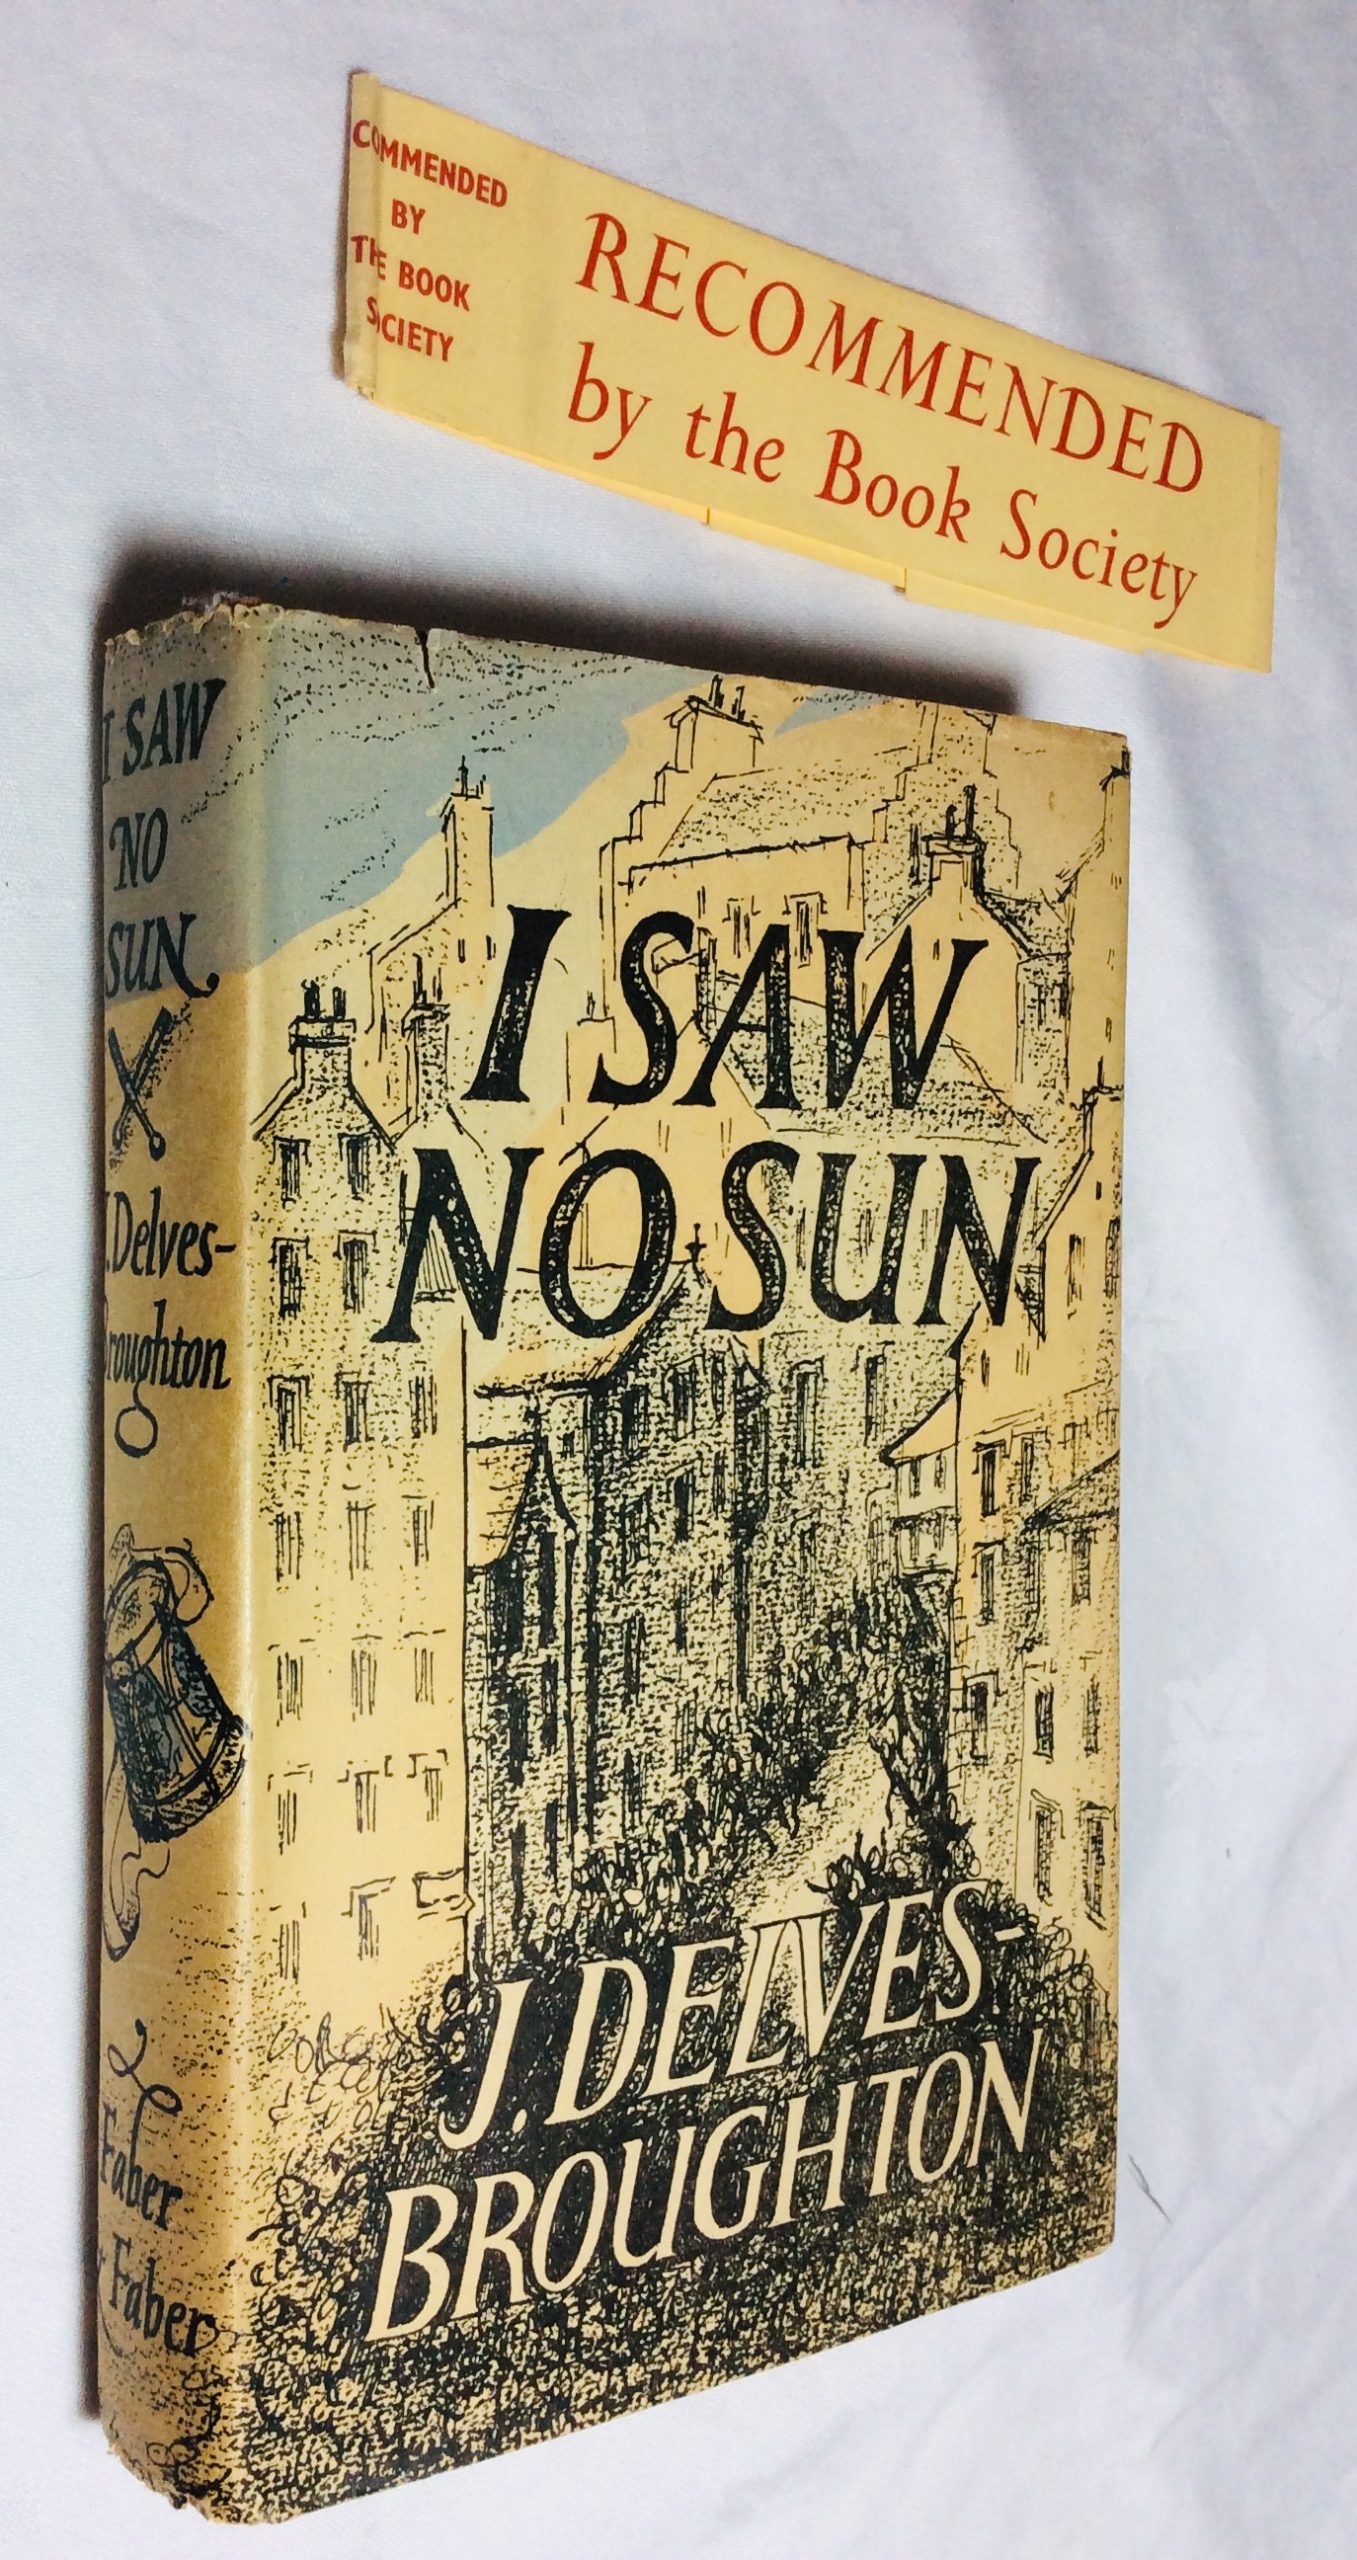 COMMENDED
BY
THE BOOK
SOCIETY
RECOMMENDED
by the Book Society
I SAW
NO
SUN
J. Delves-
Broughton
Faber
& Faber
I SAW
NO SUN
J. DELVES-
BROUGHTON